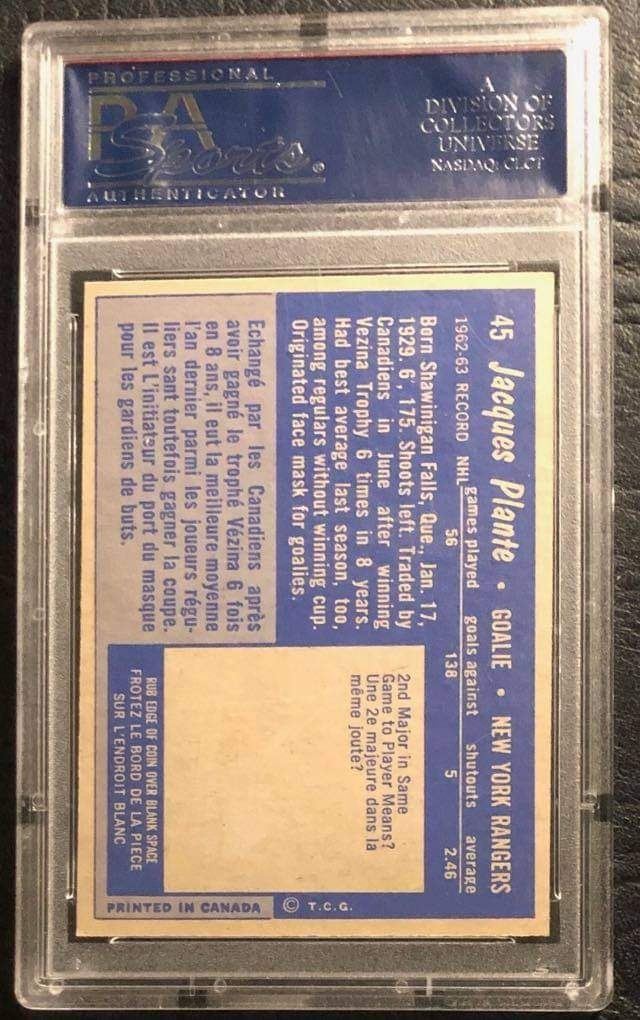 PROFESSIONAL
PSA
Sports®
AUTHENTICATOR
A
DIVISION OF
COLLECTORS
UNIVERSE
NASDAQ: CLCT
45 Jacques Plante • GOALIE • NEW YORK RANGERS
1962-63 RECORD NHL games played goals against shutouts average
56 138 5 2.46
Born Shawinigan Falls, Que., Jan. 17,
1929. 6', 175. Shoots left. Traded by
Canadiens in June after winning
Vezina Trophy 6 times in 8 years.
Had best average last season, too,
among regulars without winning cup.
Originated face mask for goalies.
Echangé par les Canadiens après
avoir gagné le trophé Vézina 6 fois
en 8 ans, il eut la meilleure moyenne
l'an dernier parmi les joueurs régu-
liers sant toutefois gagner la coupe.
Il est L'initiateur du port du masque
pour les gardiens de buts.
2nd Major in Same
Game to Player Means?
Une 2e majeure dans la
même joute?
RUB EDGE OF COIN OVER BLANK SPACE
FROTEZ LE BORD DE LA PIECE
SUR L'ENDROIT BLANC
PRINTED IN CANADA
© T.C.G.